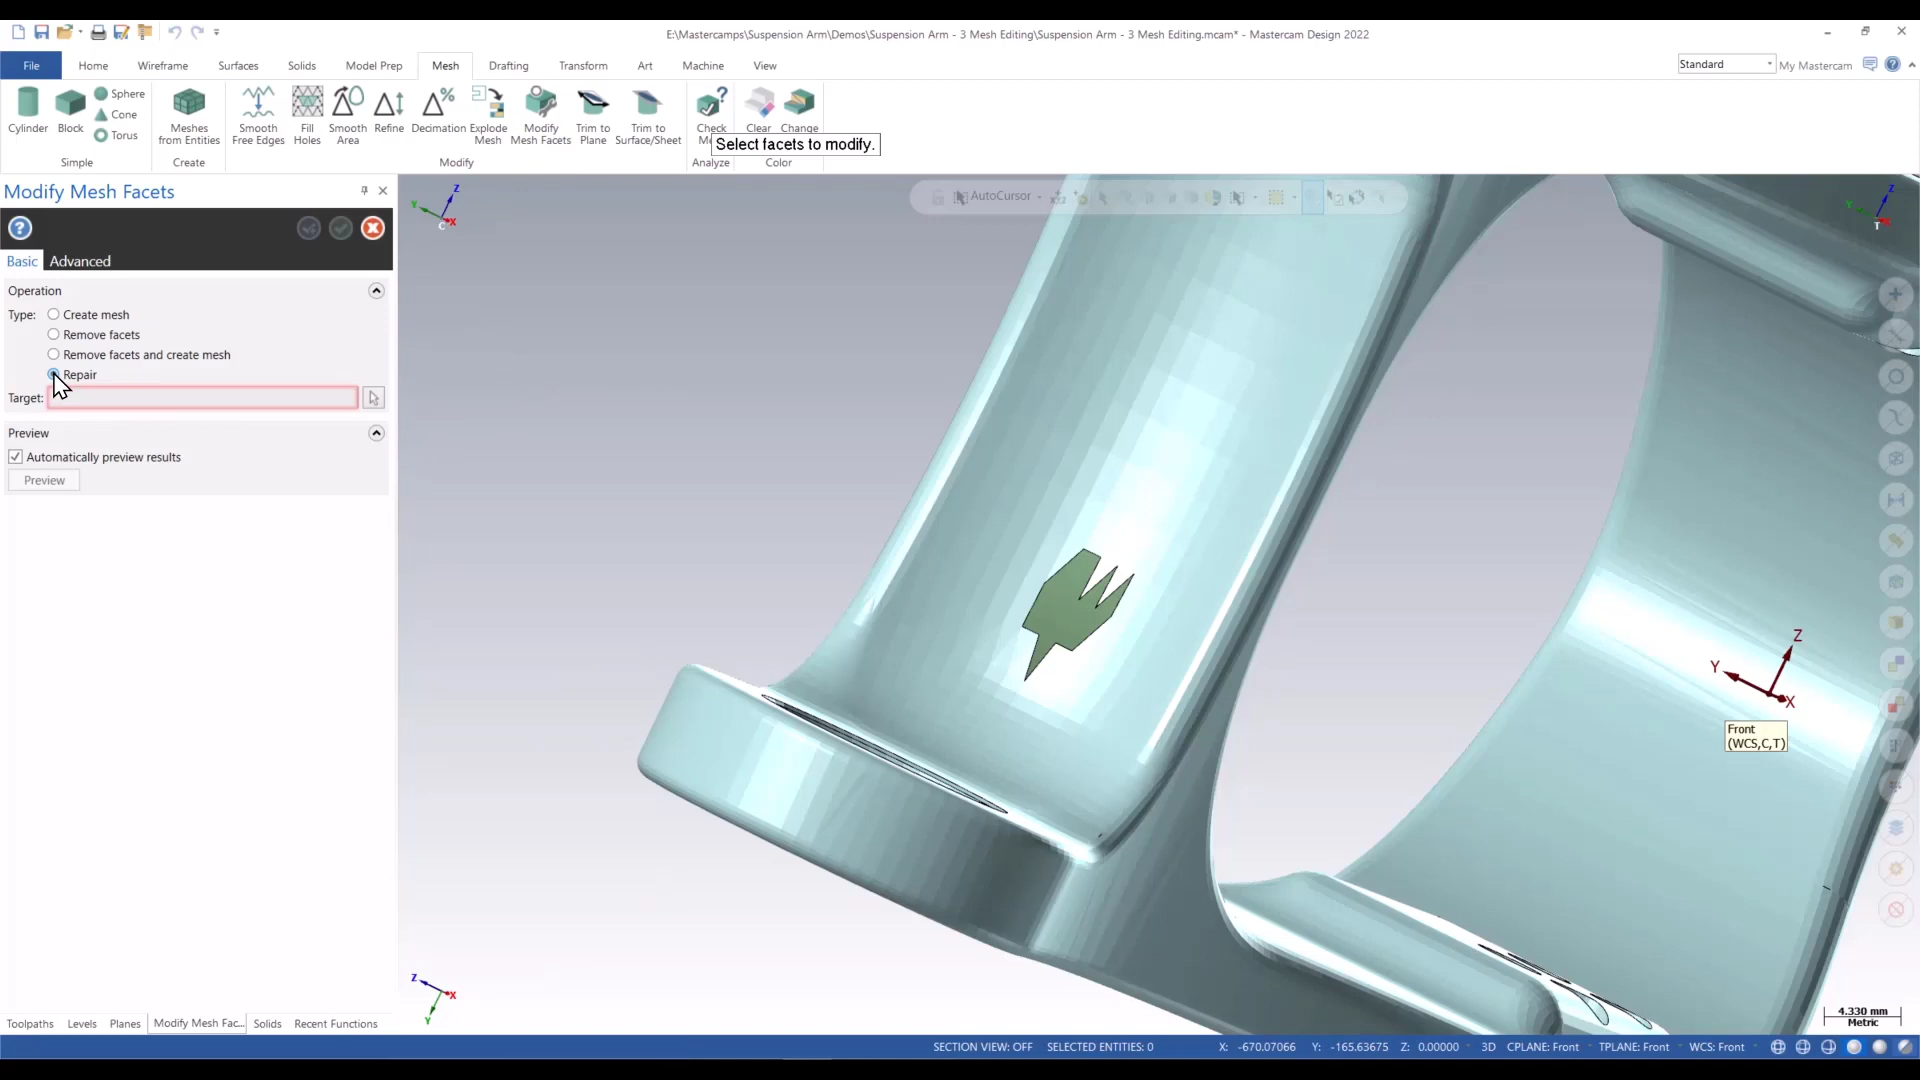 E:\Mastercamps\Suspension Arm\Demos\Suspension Arm - 3 Mesh Editing\Suspension Arm - 3 Mesh Editing.mcam* - Mastercam Design 2022
File Home Wireframe Surfaces Solids Model Prep Mesh Drafting Transform Art Machine View
Standard My Mastercam
Cylinder Block Sphere Cone Torus
Simple
Meshes from Entities
Create
Smooth Free Edges
Fill Holes
Smooth Area
Refine
Decimation
Explode Mesh
Modify Mesh Facets
Trim to Plane
Trim to Surface/Sheet
Modify
Check
Analyze
Clear
Change
Color
Select facets to modify.
Modify Mesh Facets
Basic Advanced
Operation
Type: Create mesh
Remove facets
Remove facets and create mesh
Repair
Target:
Preview
Automatically preview results
Preview
AutoCursor
Z
Y
X
C
Z
Y
X
T
Z
Y
X
Front
(WCS,C,T)
Z
X
Y
4.330 mm
Metric
Toolpaths Levels Planes Modify Mesh Fac... Solids Recent Functions
SECTION VIEW: OFF SELECTED ENTITIES: 0 X: -670.07066 Y: -165.63675 Z: 0.00000 3D CPLANE: Front TPLANE: Front WCS: Front